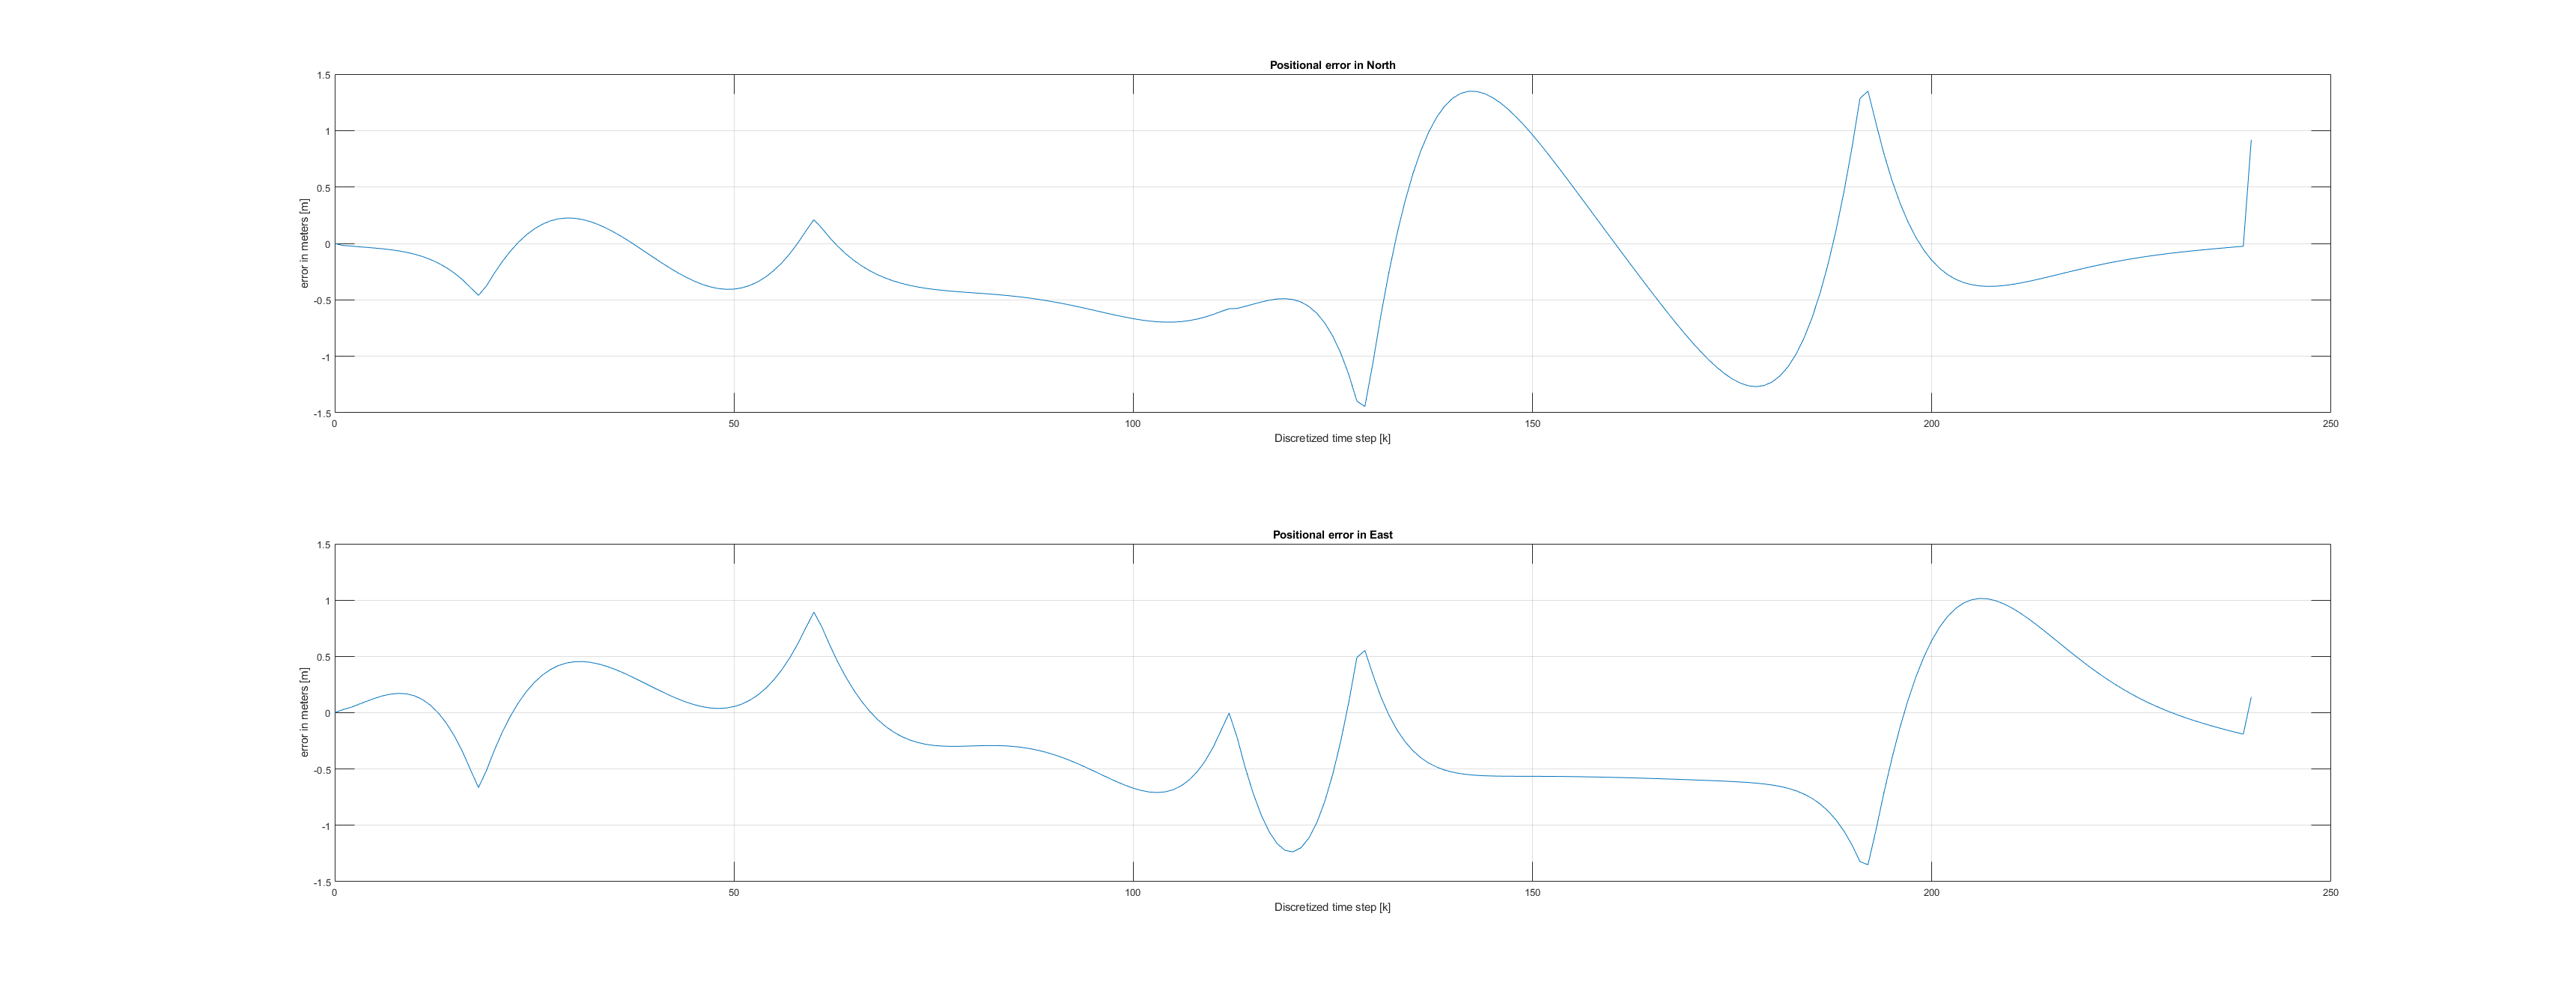 Positional error in North
1.5
1
0.5
0
-0.5
-1
-1.5
error in meters [m]
0 50 100 150 200 250
Discretized time step [k]
Positional error in East
1.5
1
0.5
0
-0.5
-1
-1.5
error in meters [m]
0 50 100 150 200 250
Discretized time step [k]